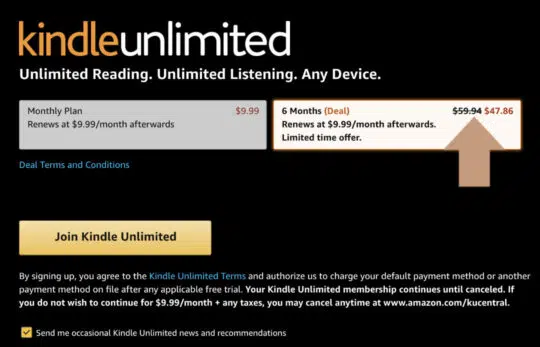 kindleunlimited
Unlimited Reading. Unlimited Listening. Any Device.
Monthly Plan $9.99
Renews at $9.99/month afterwards
6 Months (Deal) $59.94 $47.86
Renews at $9.99/month afterwards.
Limited time offer.
Deal Terms and Conditions
Join Kindle Unlimited
By signing up, you agree to the Kindle Unlimited Terms and authorize us to charge your default payment method or another
payment method on file after any applicable free trial. Your Kindle Unlimited membership continues until canceled. If
you do not wish to continue for $9.99/month + any taxes, you may cancel anytime at www.amazon.com/kucentral.
Send me occasional Kindle Unlimited news and recommendations